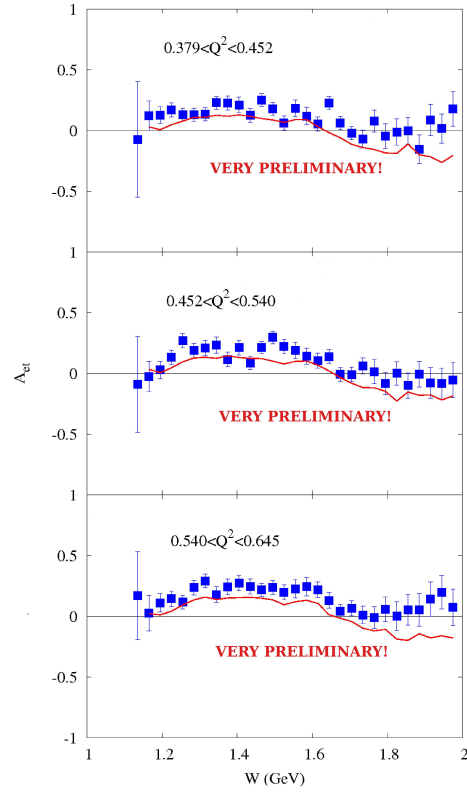 1
0.379<Q²<0.452
0.5
0
VERY PRELIMINARY!
-0.5
1
0.452<Q²<0.540
0.5
A_et
0
VERY PRELIMINARY!
-0.5
1
0.540<Q²<0.645
0.5
0
VERY PRELIMINARY!
-0.5
-1
1 1.2 1.4 1.6 1.8 2
W (GeV)